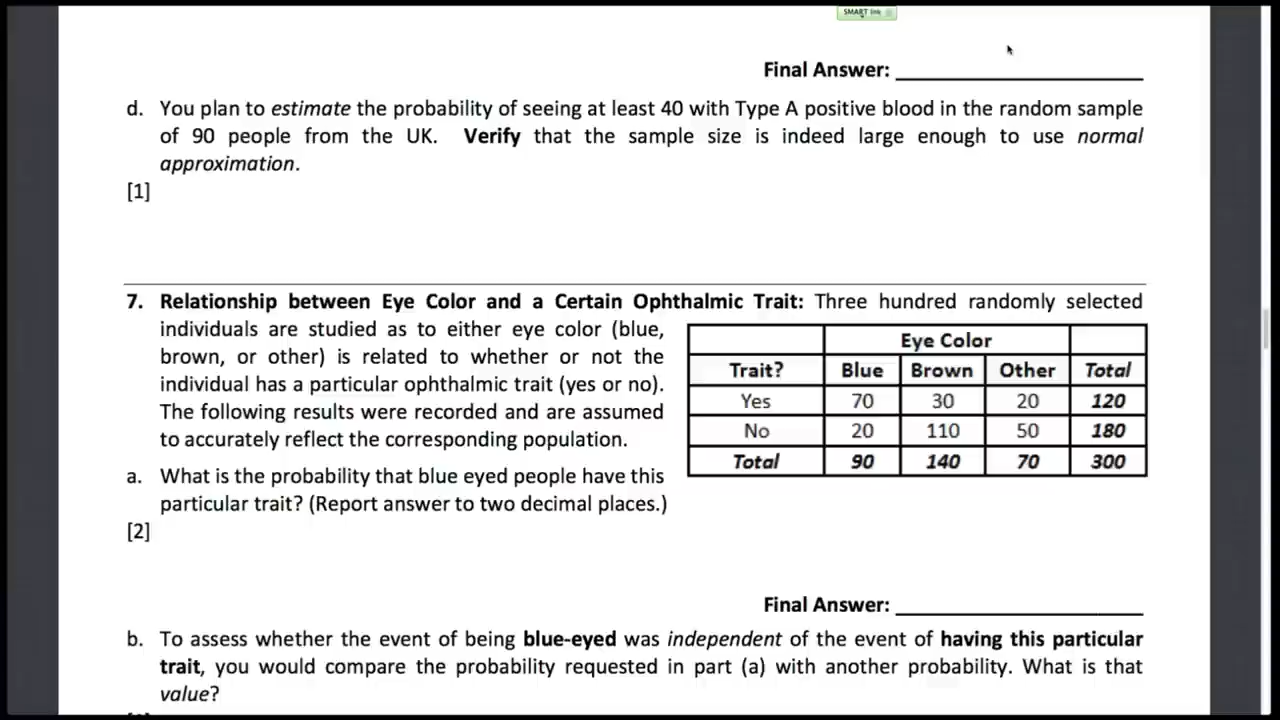 SMART link
Final Answer: ____________________
d. You plan to estimate the probability of seeing at least 40 with Type A positive blood in the random sample
of 90 people from the UK. Verify that the sample size is indeed large enough to use normal
approximation.
[1]
7. Relationship between Eye Color and a Certain Ophthalmic Trait: Three hundred randomly selected
individuals are studied as to either eye color (blue,
brown, or other) is related to whether or not the
individual has a particular ophthalmic trait (yes or no).
The following results were recorded and are assumed
to accurately reflect the corresponding population.
Eye Color
Trait? Blue Brown Other Total
Yes 70 30 20 120
No 20 110 50 180
Total 90 140 70 300
a. What is the probability that blue eyed people have this
particular trait? (Report answer to two decimal places.)
[2]
Final Answer: ____________________
b. To assess whether the event of being blue-eyed was independent of the event of having this particular
trait, you would compare the probability requested in part (a) with another probability. What is that
value?